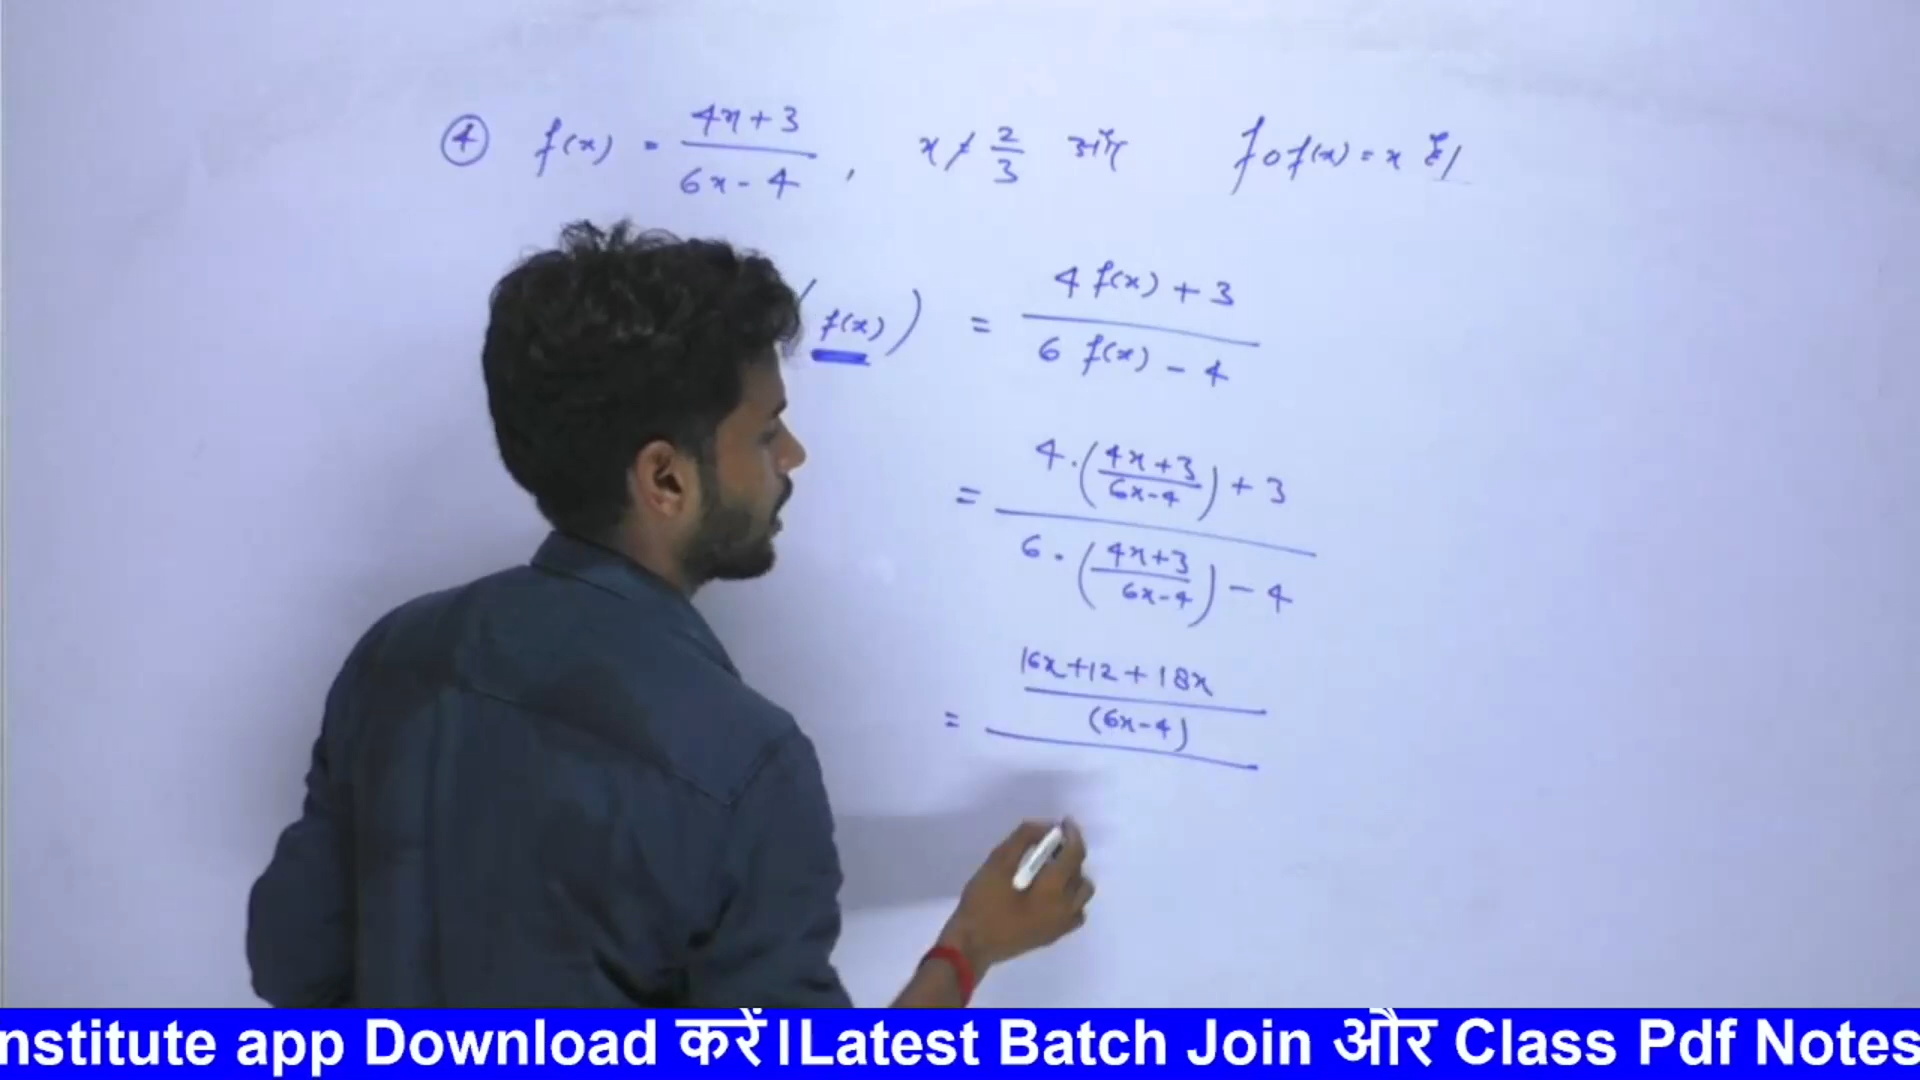 ④ f(x) = (4x+3)/(6x-4), x ≠ 2/3 और fof(x) = x है।
(f(x)) = (4f(x)+3)/(6f(x)-4)
= (4·((4x+3)/(6x-4))+3)/(6·((4x+3)/(6x-4))-4)
= (16x+12+18x)/(6x-4)
nstitute app Download करें।Latest Batch Join और Class Pdf Notes